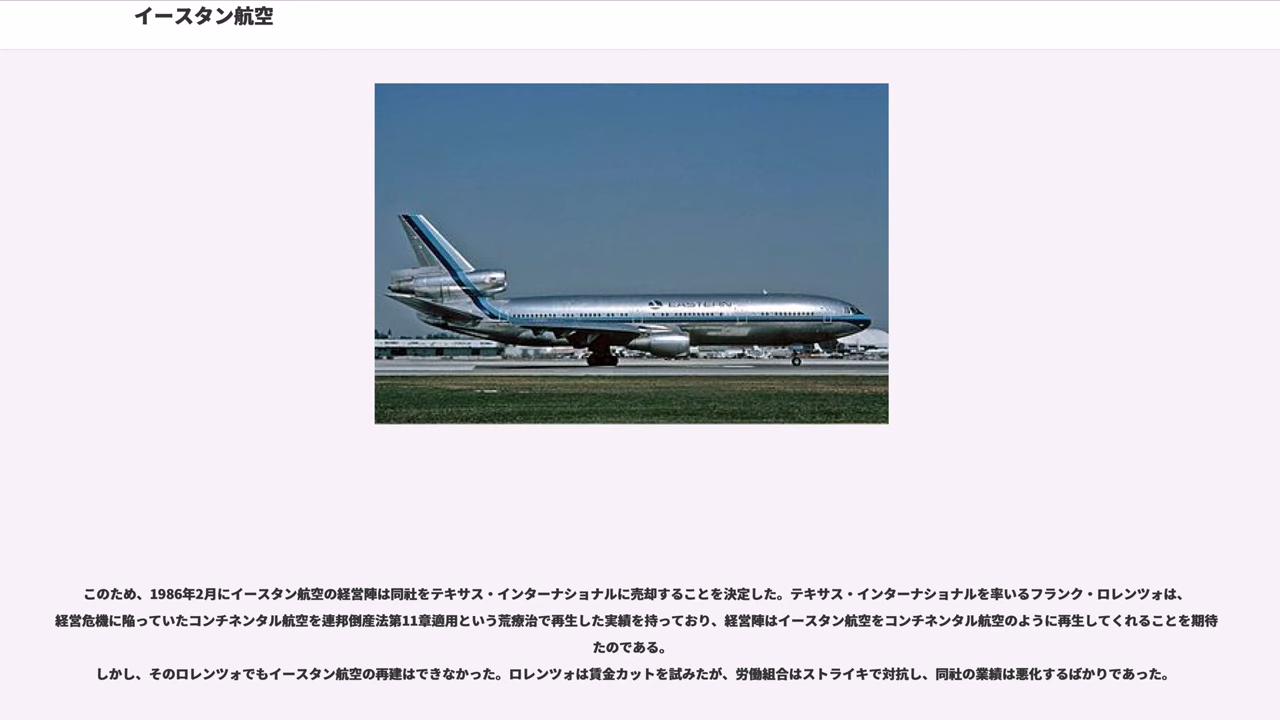 イースタン航空
EASTERN
このため、1986年2月にイースタン航空の経営陣は同社をテキサス・インターナショナルに売却することを決定した。テキサス・インターナショナルを率いるフランク・ロレンツォは、
経営危機に陥っていたコンチネンタル航空を連邦倒産法第11章適用という荒療治で再生した実績を持っており、経営陣はイースタン航空をコンチネンタル航空のように再生してくれることを期待
たのである。
しかし、そのロレンツォでもイースタン航空の再建はできなかった。ロレンツォは賃金カットを試みたが、労働組合はストライキで対抗し、同社の業績は悪化するばかりであった。